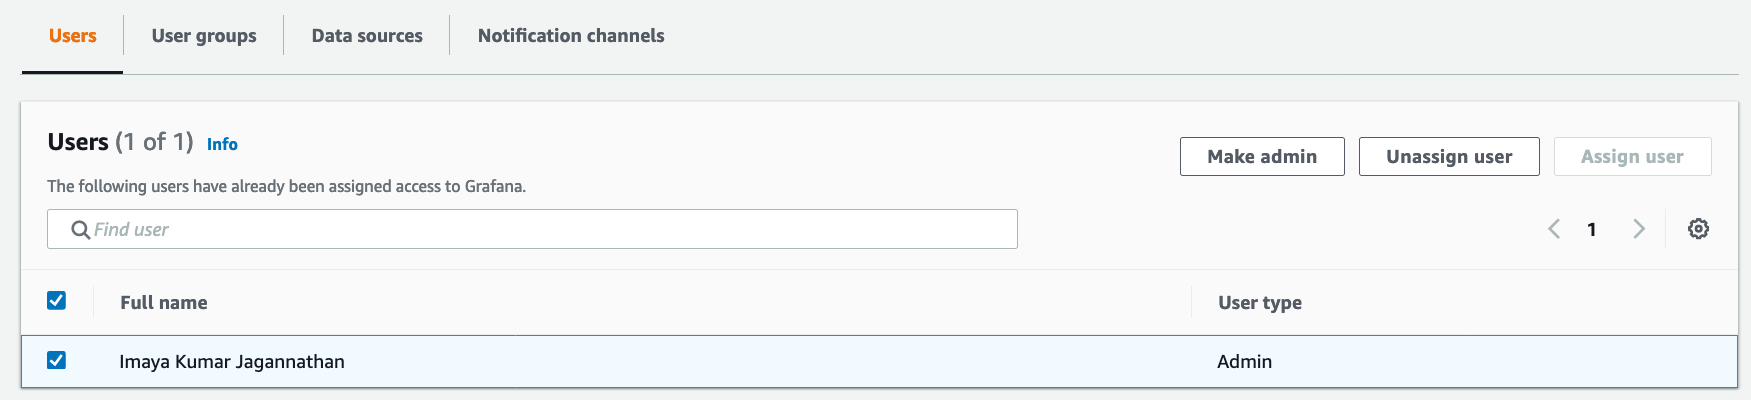 Users
User groups
Data sources
Notification channels
Users (1 of 1) Info
Make admin
Unassign user
Assign user
The following users have already been assigned access to Grafana.
Find user
1
Full name
User type
Imaya Kumar Jagannathan
Admin